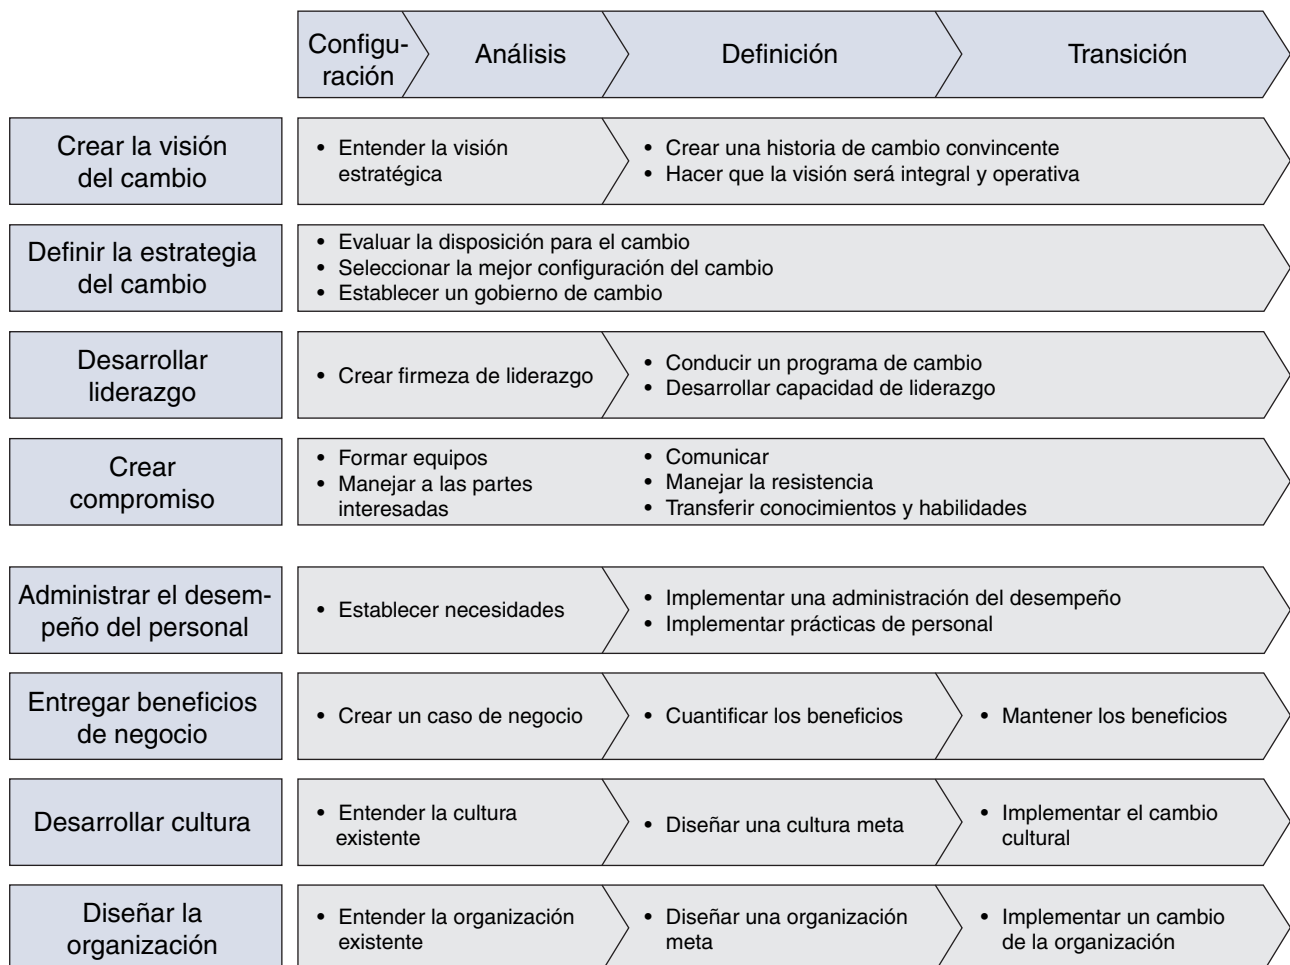 Configu-
ración
Análisis
Definición
Transición
Crear la visión
del cambio
• Entender la visión
estratégica
• Crear una historia de cambio convincente
• Hacer que la visión será integral y operativa
Definir la estrategia
del cambio
• Evaluar la disposición para el cambio
• Seleccionar la mejor configuración del cambio
• Establecer un gobierno de cambio
Desarrollar
liderazgo
• Crear firmeza de liderazgo
• Conducir un programa de cambio
• Desarrollar capacidad de liderazgo
Crear
compromiso
• Formar equipos
• Manejar a las partes
interesadas
• Comunicar
• Manejar la resistencia
• Transferir conocimientos y habilidades
Administrar el desem-
peño del personal
• Establecer necesidades
• Implementar una administración del desempeño
• Implementar prácticas de personal
Entregar beneficios
de negocio
• Crear un caso de negocio
• Cuantificar los beneficios
• Mantener los beneficios
Desarrollar cultura
• Entender la cultura
existente
• Diseñar una cultura meta
• Implementar el cambio
cultural
Diseñar la
organización
• Entender la organización
existente
• Diseñar una organización
meta
• Implementar un cambio
de la organización